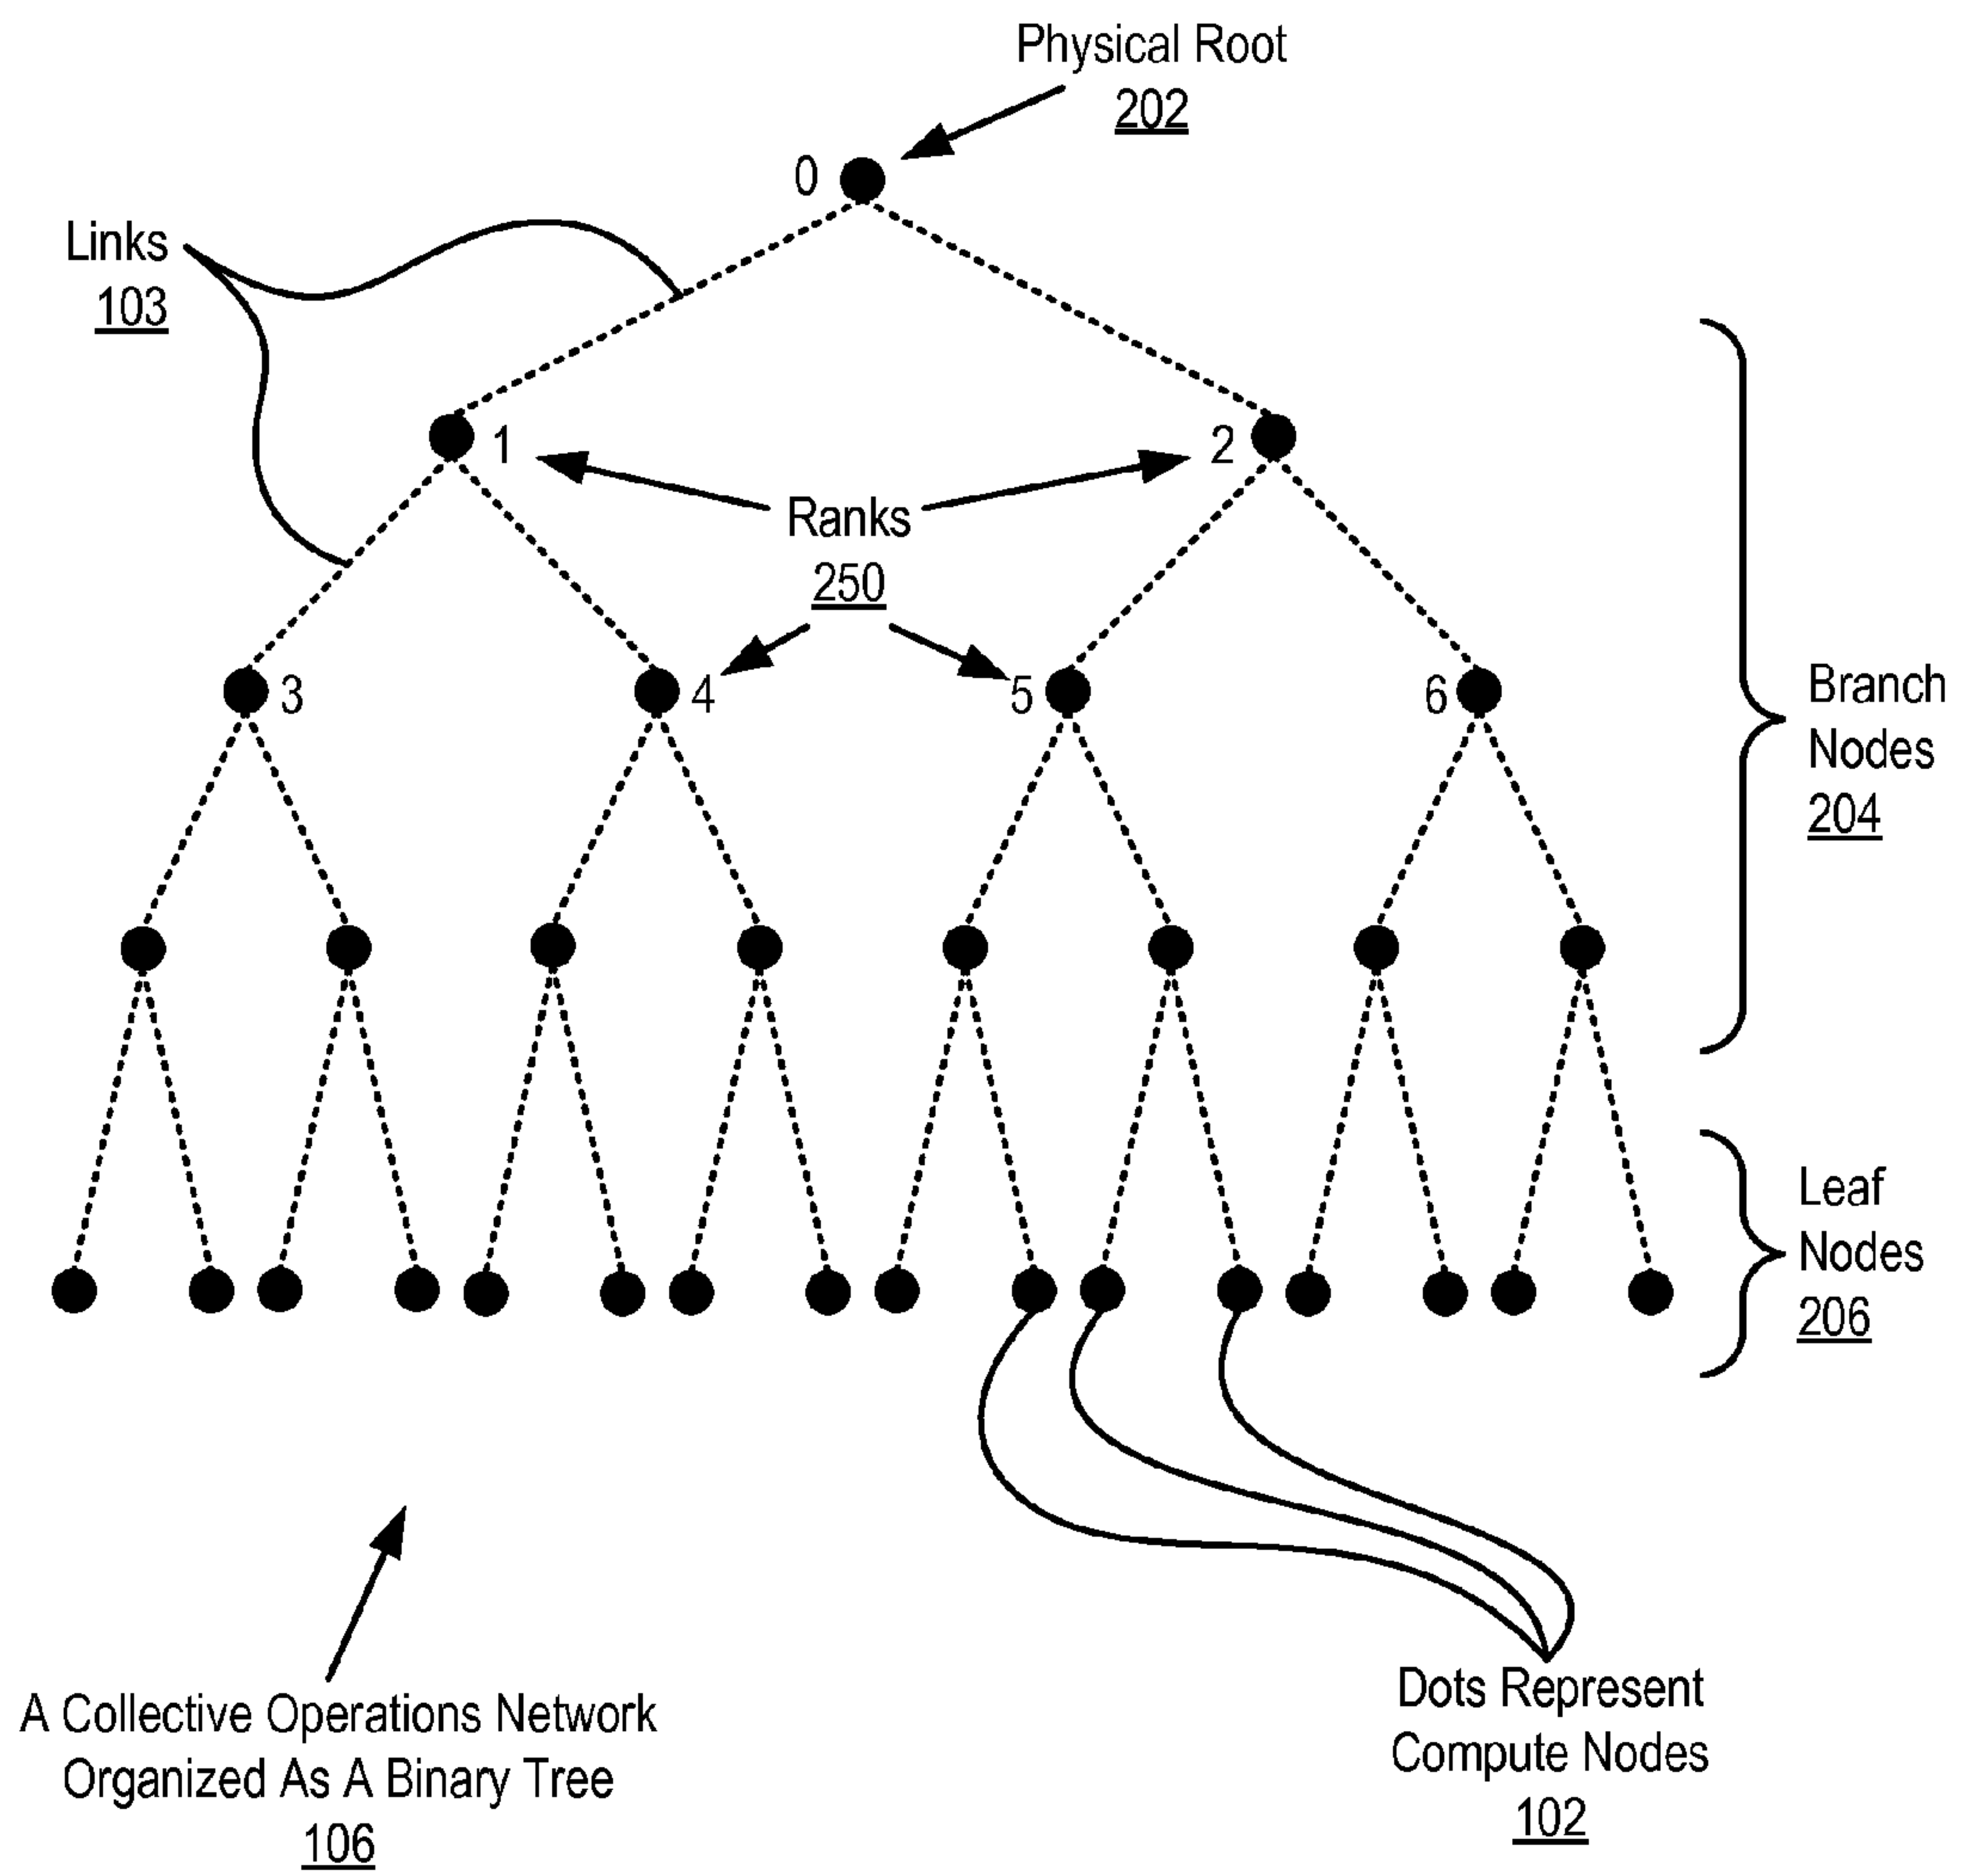 Physical Root
202
0
Links
103
1
2
Ranks
250
3
4
5
6
Branch
Nodes
204
Leaf
Nodes
206
A Collective Operations Network
Organized As A Binary Tree
106
Dots Represent
Compute Nodes
102